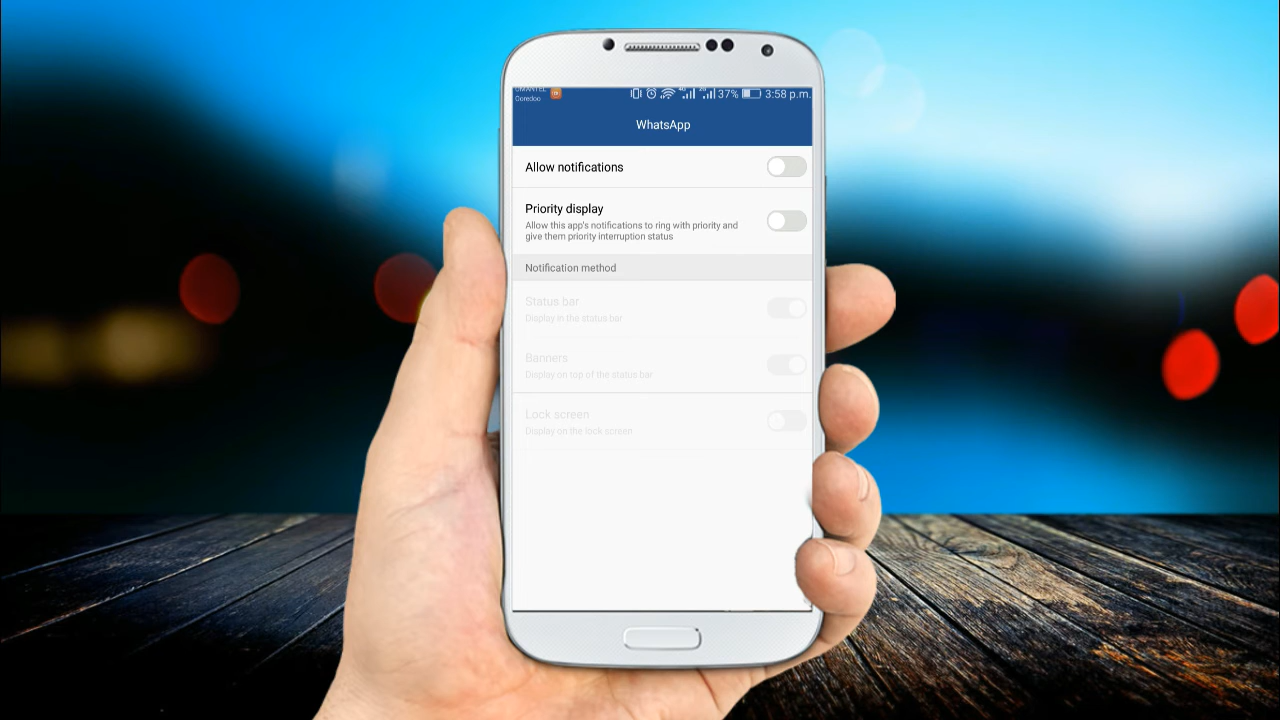 OMANTEL
Ooredoo
37% 3:58 p.m.
WhatsApp
Allow notifications
Priority display
Allow this app's notifications to ring with priority and
give them priority interruption status
Notification method
Status bar
Display in the status bar
Banners
Display on top of the status bar
Lock screen
Display on the lock screen